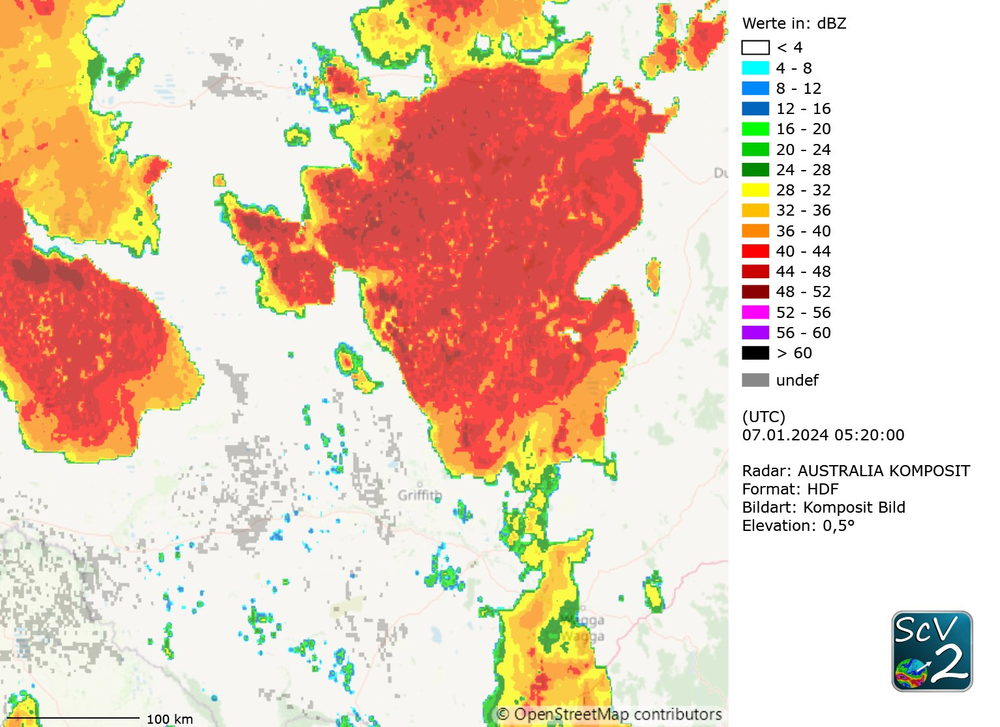 Werte in: dBZ
< 4
4 - 8
8 - 12
12 - 16
16 - 20
20 - 24
24 - 28
28 - 32
32 - 36
36 - 40
40 - 44
44 - 48
48 - 52
52 - 56
56 - 60
> 60
undef
(UTC)
07.01.2024 05:20:00
Radar: AUSTRALIA KOMPOSIT
Format: HDF
Bildart: Komposit Bild
Elevation: 0,5°
Du
Griffith
Wagga
Wagga
ScV
2
100 km
© OpenStreetMap contributors